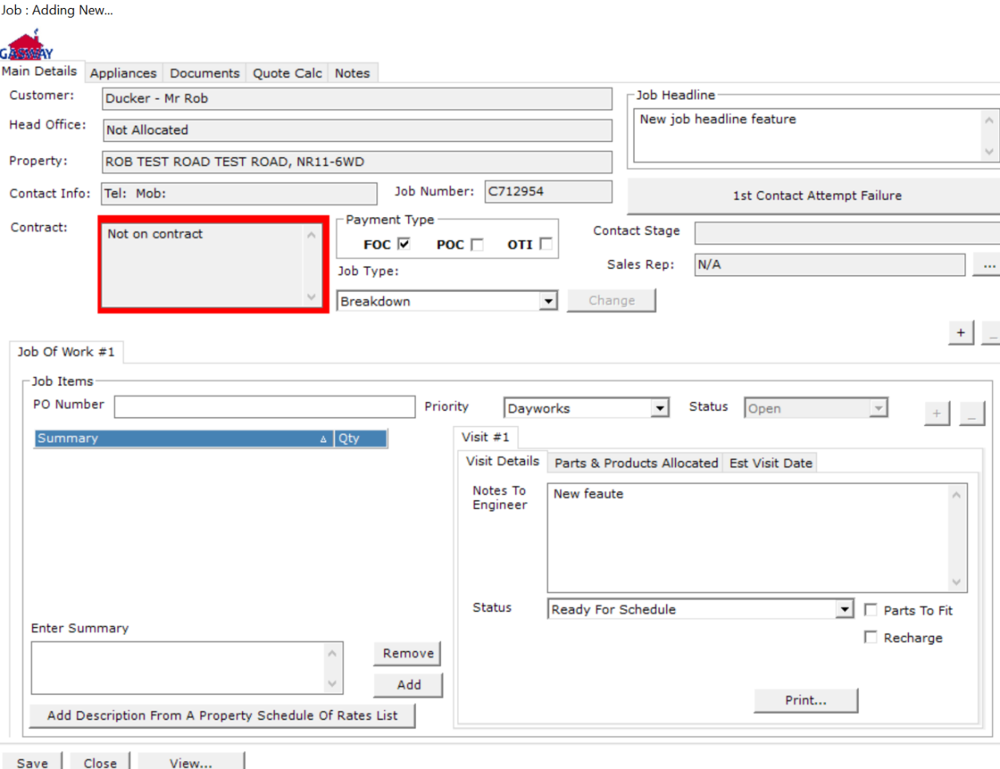 Job : Adding New...
GASWAY
Main Details Appliances Documents Quote Calc Notes
Customer: Ducker - Mr Rob
Job Headline
New job headline feature
Head Office: Not Allocated
Property: ROB TEST ROAD TEST ROAD, NR11-6WD
Contact Info: Tel: Mob: Job Number: C712954
1st Contact Attempt Failure
Contract: Not on contract
Payment Type
FOC POC OTI
Contact Stage
Sales Rep: N/A ...
Job Type:
Breakdown Change
+ _
Job Of Work #1
Job Items
PO Number Priority Dayworks Status Open + _
Summary Qty
Visit #1
Visit Details Parts & Products Allocated Est Visit Date
Notes To
Engineer
New feaute
Status Ready For Schedule Parts To Fit
Recharge
Enter Summary
Remove
Add
Print...
Add Description From A Property Schedule Of Rates List
Save Close View...